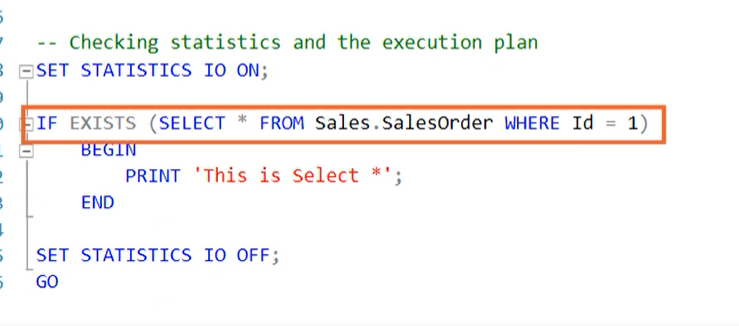 -- Checking statistics and the execution plan
SET STATISTICS IO ON;
IF EXISTS (SELECT * FROM Sales.SalesOrder WHERE Id = 1)
BEGIN
PRINT 'This is Select *';
END
SET STATISTICS IO OFF;
GO